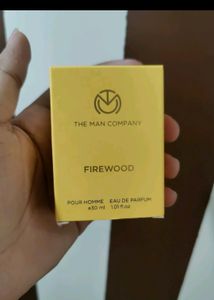 THE MAN COMPANY
FIREWOOD
POUR HOMME EAU DE PARFUM
e30 ml 1.01 fl.oz